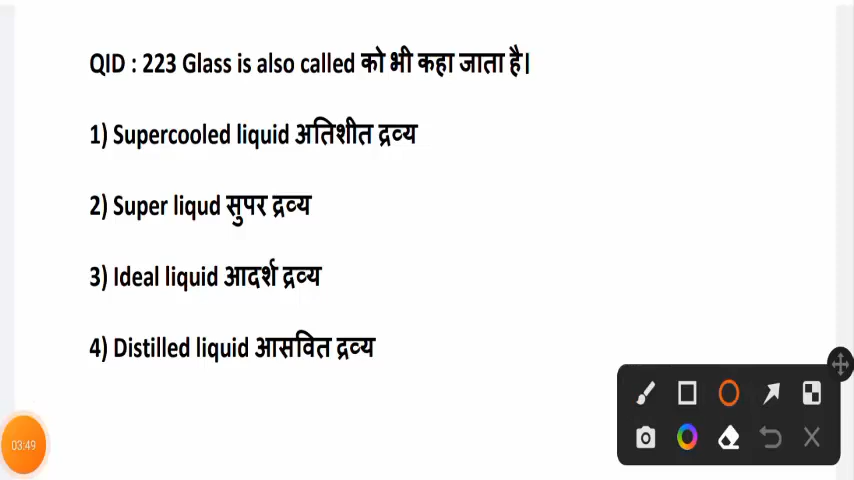 QID : 223 Glass is also called को भी कहा जाता है।
1) Supercooled liquid अतिशीत द्रव्य
2) Super liqud सुपर द्रव्य
3) Ideal liquid आदर्श द्रव्य
4) Distilled liquid आसवित द्रव्य
03:49